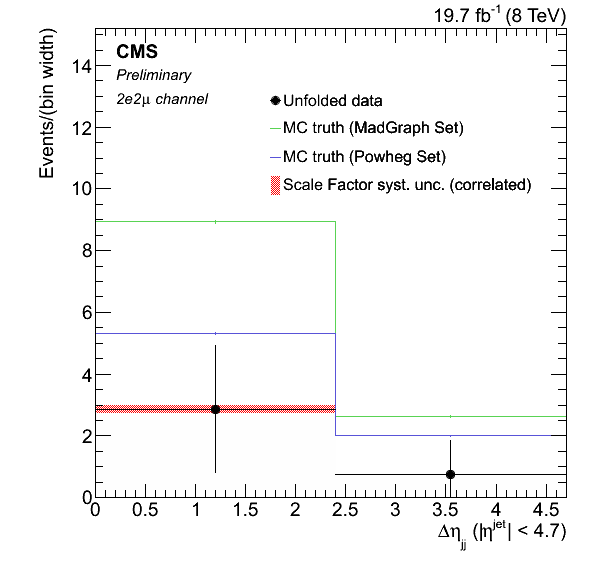 19.7 fb⁻¹ (8 TeV)
CMS
Preliminary
2e2μ channel
Unfolded data
MC truth (MadGraph Set)
MC truth (Powheg Set)
Scale Factor syst. unc. (correlated)
Events/(bin width)
14
12
10
8
6
4
2
0
0 0.5 1 1.5 2 2.5 3 3.5 4 4.5
Δη_jj (|η^jet| < 4.7)